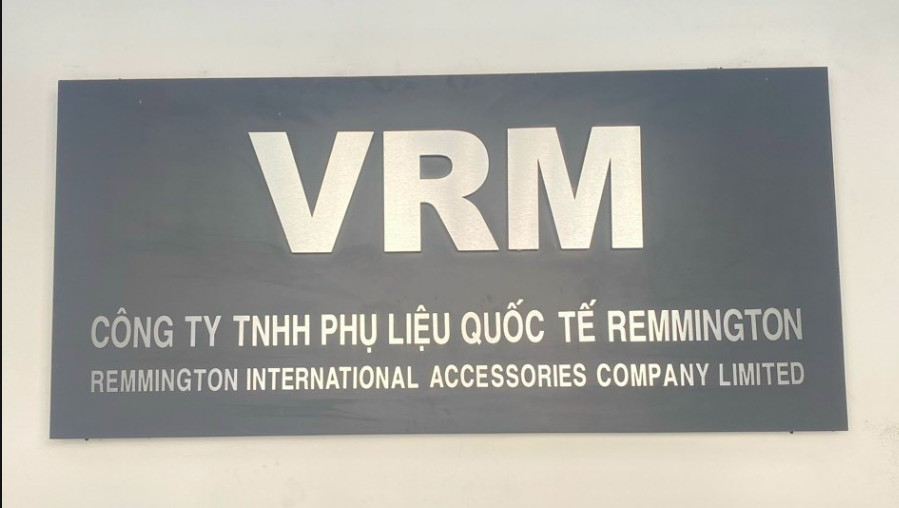 VRM
CÔNG TY TNHH PHỤ LIỆU QUỐC TẾ REMMINGTON
REMMINGTON INTERNATIONAL ACCESSORIES COMPANY LIMITED